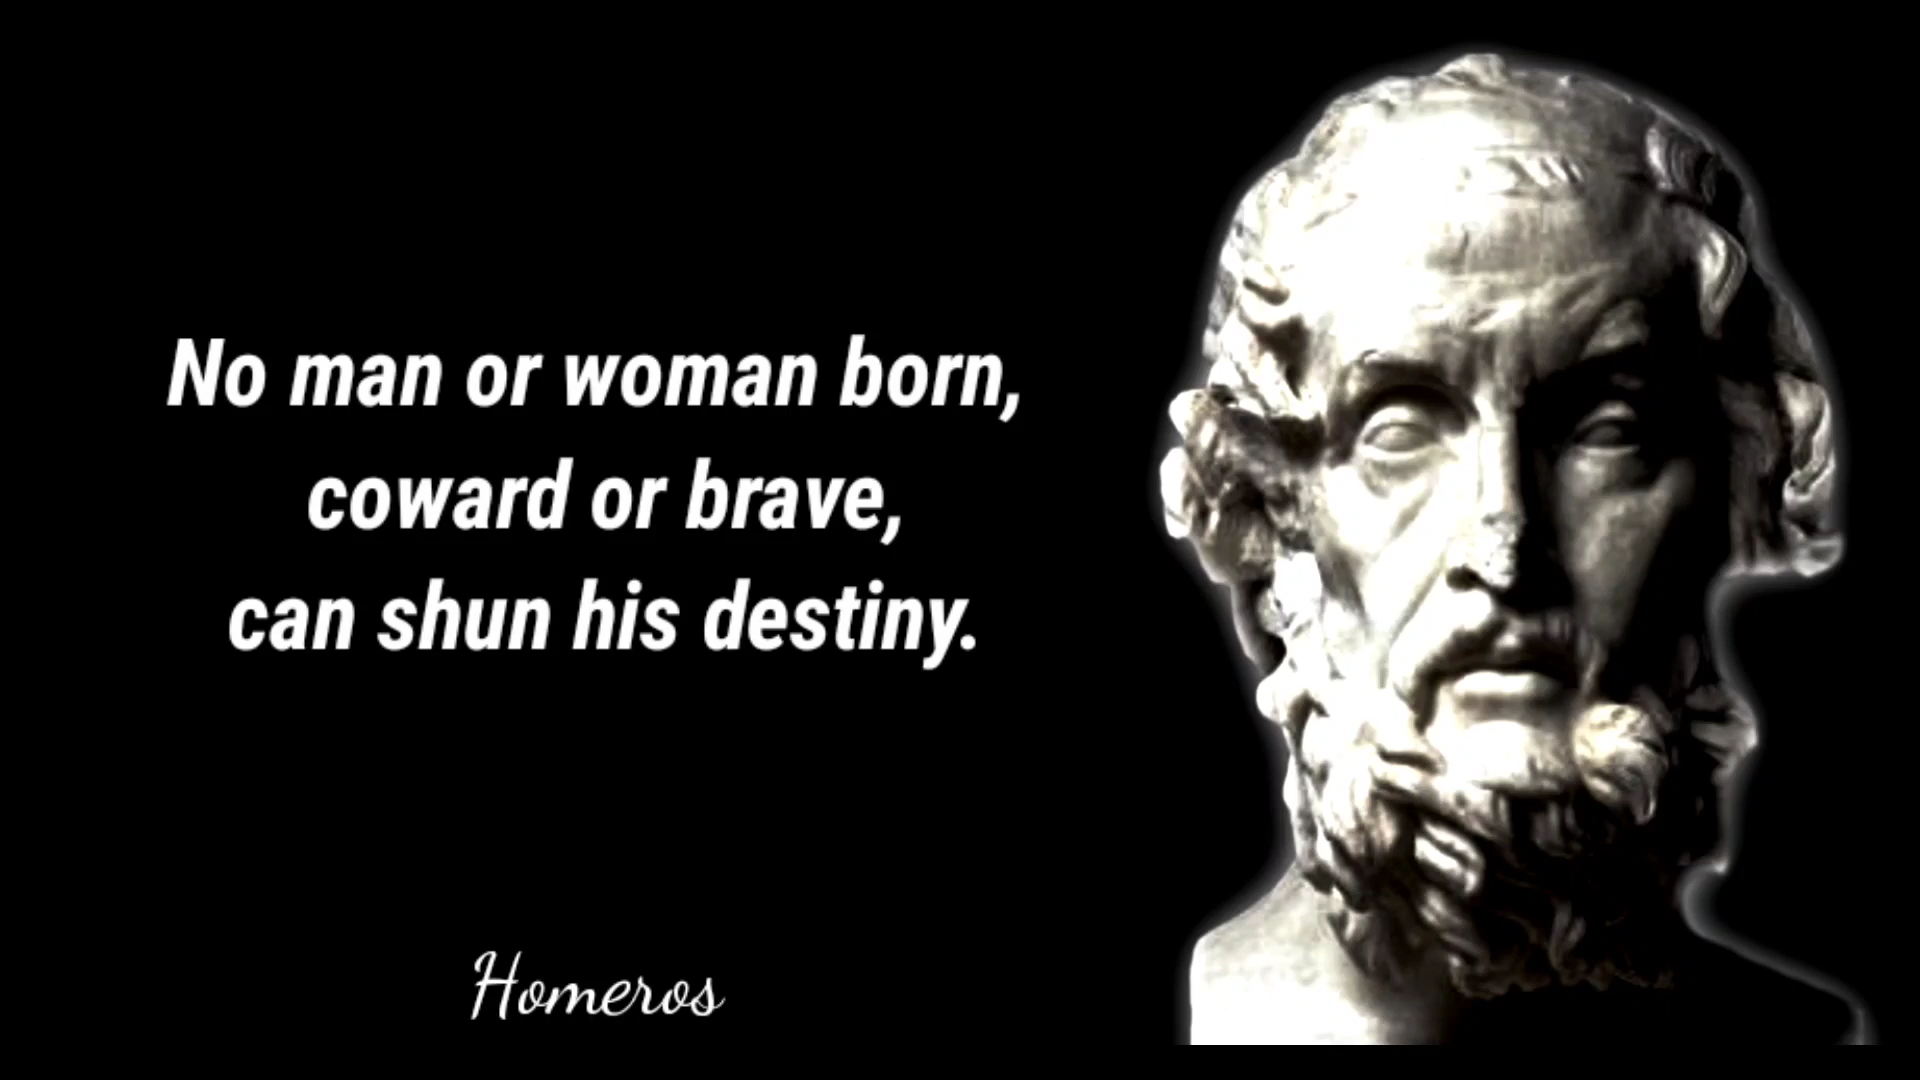 No man or woman born,
coward or brave,
can shun his destiny.
Homeros